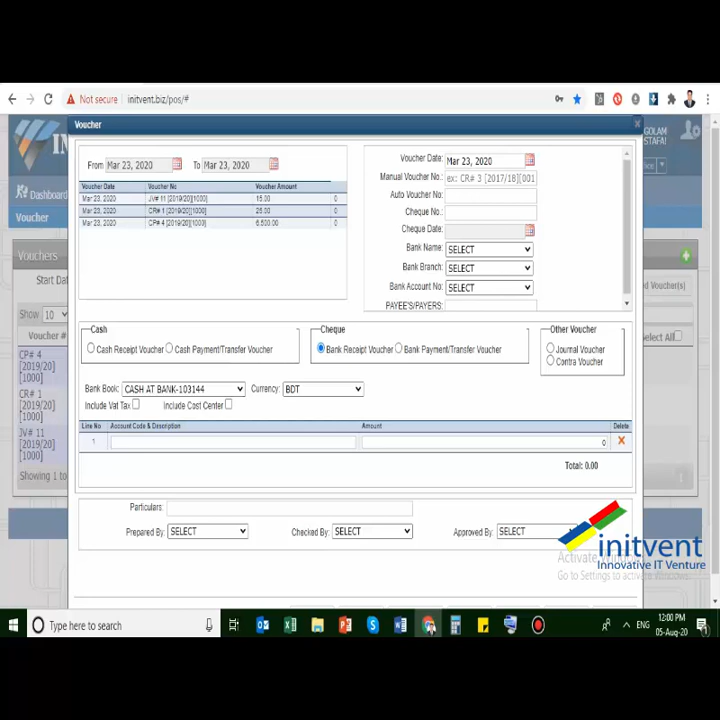 Not secure | initvent.biz/pos/#
Voucher
GOLAM
STAFA!
Dashboard
Voucher
Vouchers
Start Da
Show 10
Voucher #
CP# 4
[2019/20]
[1000]
CR# 1
[2019/20]
[1000]
JV# 11
[2019/20]
[1000]
Showing 1 to
ed Voucher(s)
Select All
From Mar 23, 2020 To Mar 23, 2020
Voucher Date Voucher No Voucher Amount
Mar 23, 2020 JV# 11 [2019/20][1000] 15.00 0
Mar 23, 2020 CR# 1 [2019/20][1000] 25.00 0
Mar 23, 2020 CP# 4 [2019/20][1000] 6,500.00 0
Voucher Date: Mar 23, 2020
Manual Voucher No.: ex: CR# 3 [2017/18][001
Auto Voucher No:
Cheque No.:
Cheque Date:
Bank Name: SELECT
Bank Branch: SELECT
Bank Account No: SELECT
PAYEE'S/PAYERS:
Cash
Cash Receipt Voucher Cash Payment/Transfer Voucher
Cheque
Bank Receipt Voucher Bank Payment/Transfer Voucher
Other Voucher
Journal Voucher
Contra Voucher
Bank Book: CASH AT BANK-103144 Currency: BDT
Include Vat Tax Include Cost Center
Line No Account Code & Description Amount Delete
1 0 X
Total: 0.00
Particulars:
Prepared By: SELECT Checked By: SELECT Approved By: SELECT
initvent
Innovative IT Venture
Activate Windows
Go to Settings to activate Windows.
Type here to search
ENG
12:00 PM
05-Aug-20